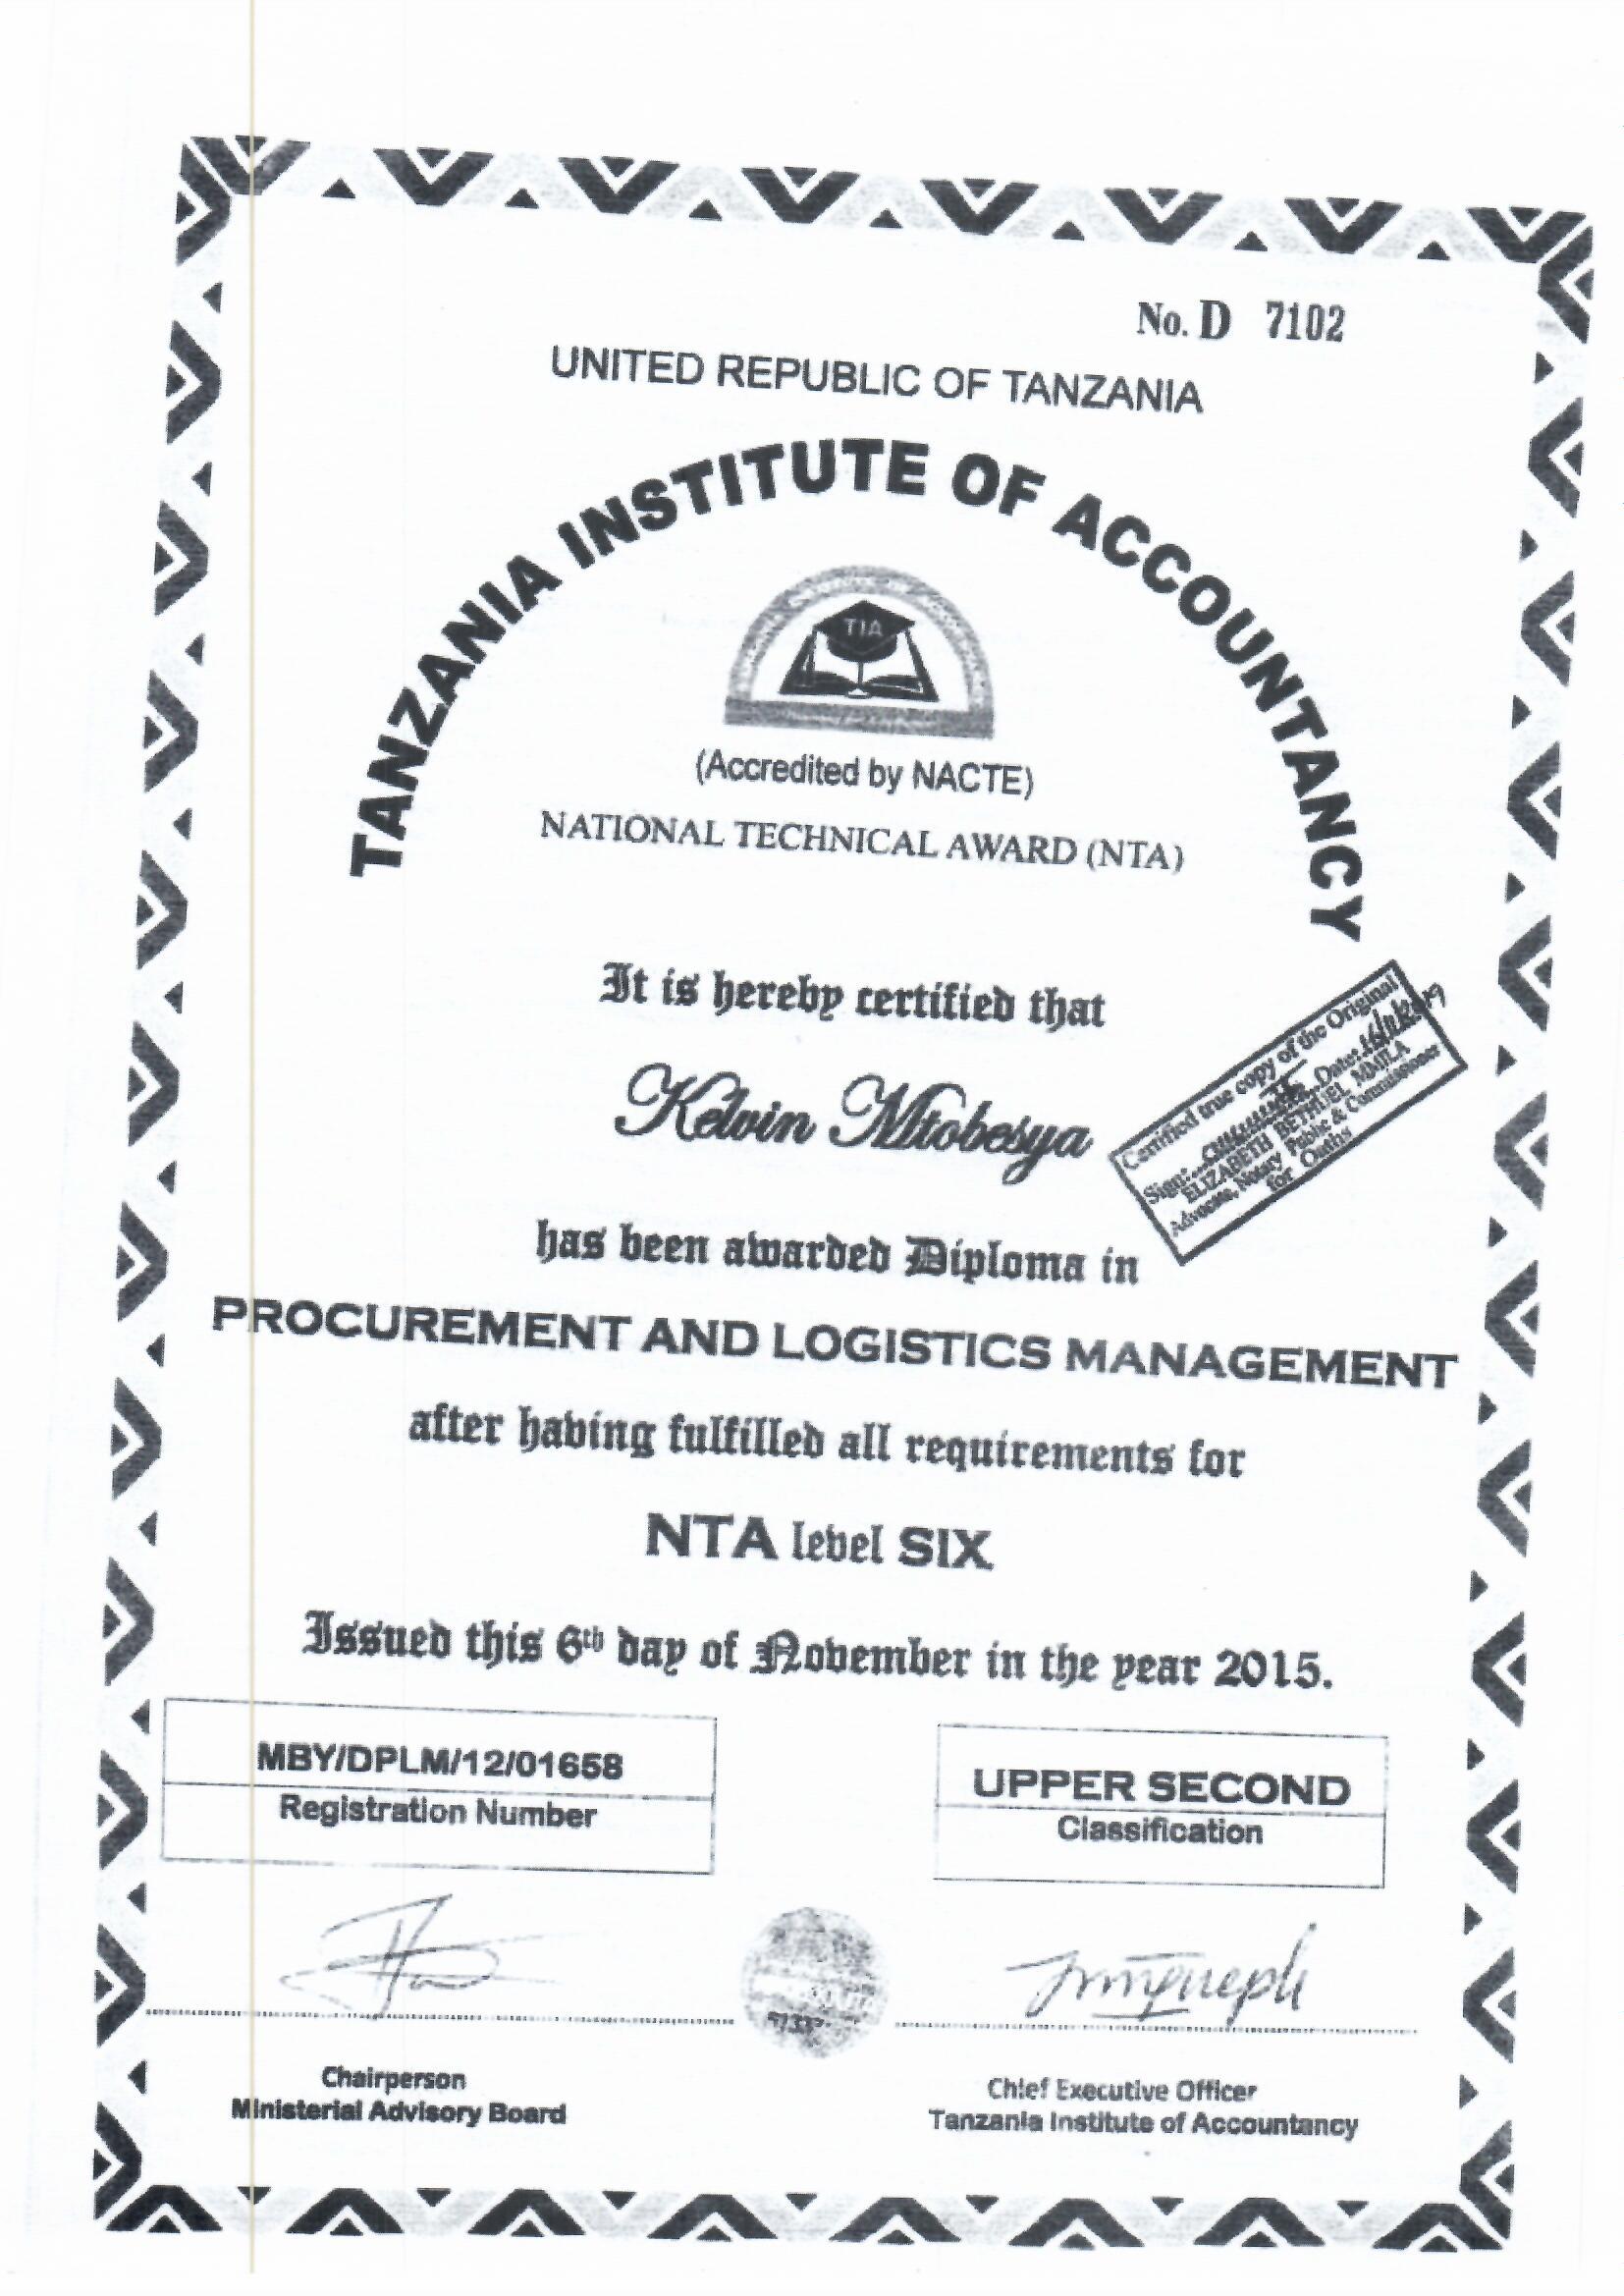 No. D 7102
UNITED REPUBLIC OF TANZANIA
TANZANIA INSTITUTE OF ACCOUNTANCY
TIA
(Accredited by NACTE)
NATIONAL TECHNICAL AWARD (NTA)
It is hereby certified that
Kelvin Mtobesya
Certified true copy of the Original
Sign:.............Date:
ELIZABETH BETHUEL MMILA
Advocate, Notary Public & Commissioner
for Oaths
has been awarded Diploma in
PROCUREMENT AND LOGISTICS MANAGEMENT
after having fulfilled all requirements for
NTA level SIX
Issued this 6th day of November in the year 2015.
MBY/DPLM/12/01658
Registration Number
UPPER SECOND
Classification
Chairperson
Ministerial Advisory Board
Chief Executive Officer
Tanzania Institute of Accountancy